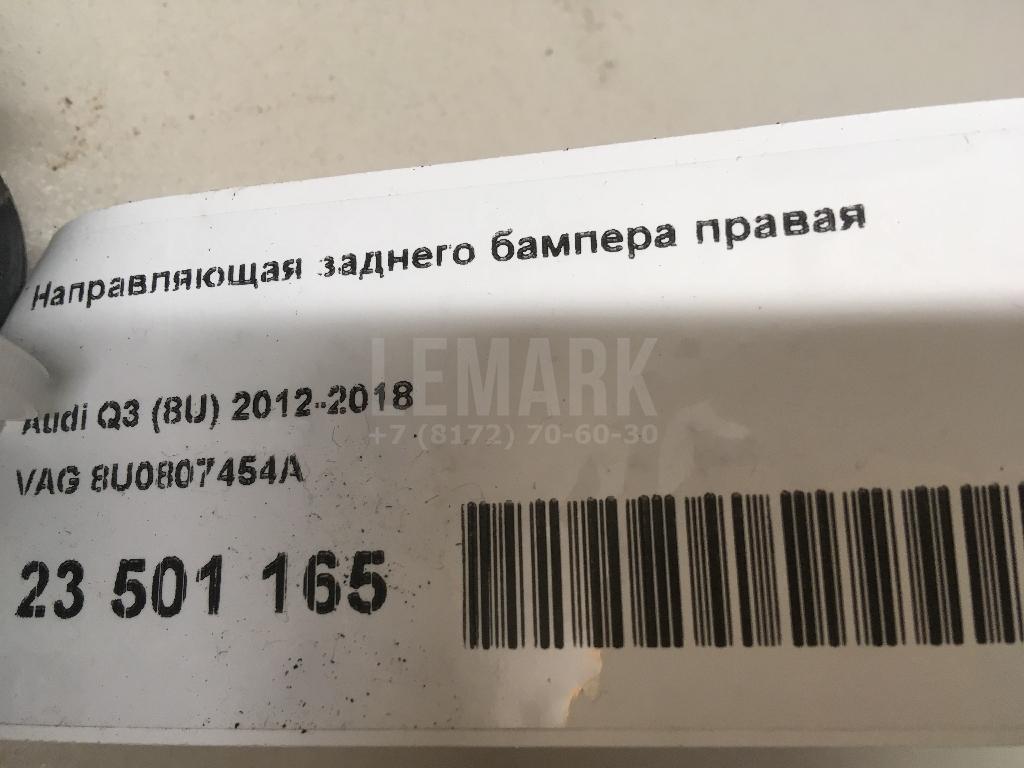 Направляющая заднего бампера правая
LEMARK
Audi Q3 (8U) 2012-2018
+7 (8172) 70-60-30
VAG 8U0807454A
23 501 165